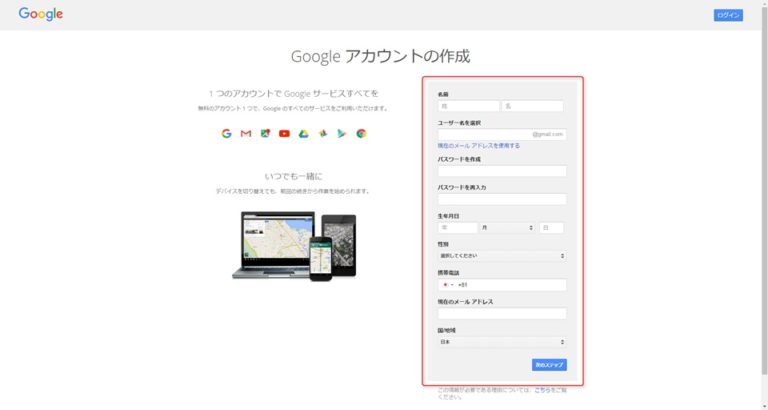 Google
ログイン
Google アカウントの作成
1 つのアカウントで Google サービスすべてを
無料のアカウント 1 つで、Google のすべてのサービスをご利用いただけます。
いつでも一緒に
デバイスを切り替えても、前回の続きから作業を始められます。
名前
姓 名
ユーザー名を選択
@gmail.com
現在のメール アドレスを使用する
パスワードを作成
パスワードを再入力
生年月日
年 月 日
性別
選択してください
携帯電話
+81
現在のメール アドレス
国/地域
日本
次のステップ
この情報が必要である理由については、こちらをご覧
ください。